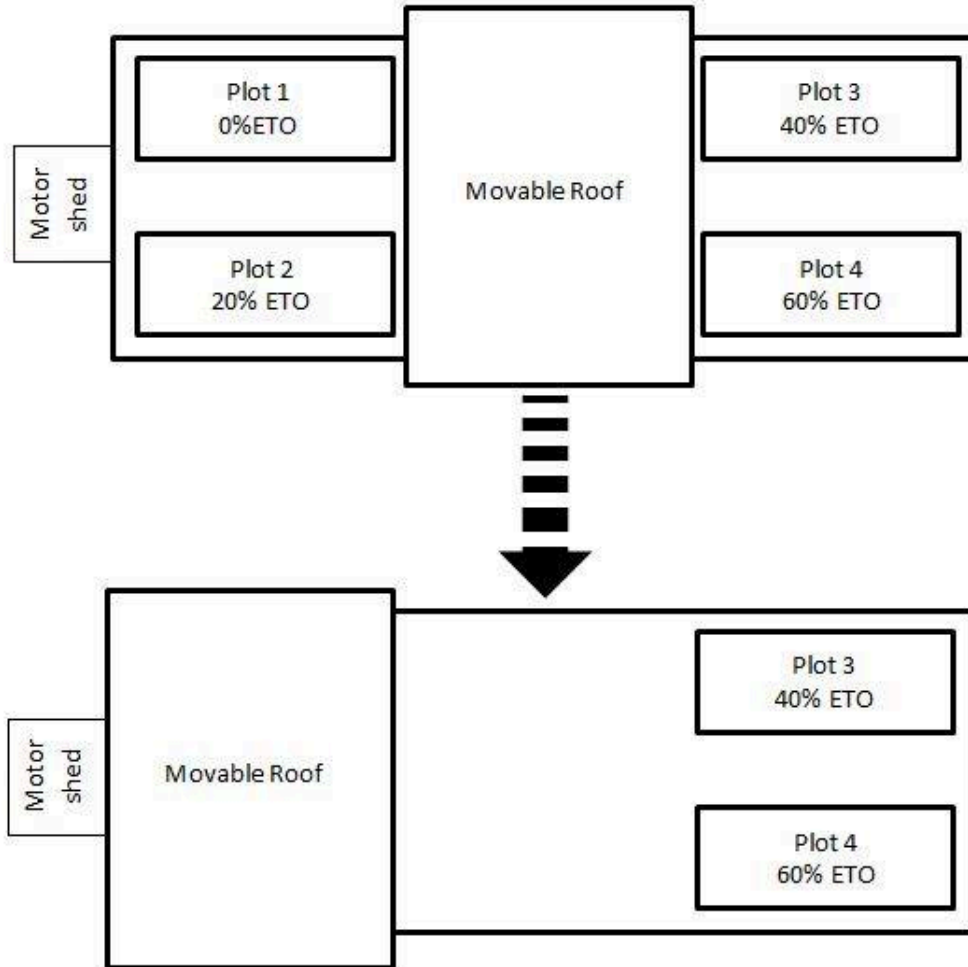 Plot 1
0%ETO
Plot 3
40% ETO
Movable Roof
Motor
shed
Plot 2
20% ETO
Plot 4
60% ETO
Plot 3
40% ETO
Movable Roof
Motor
shed
Plot 4
60% ETO